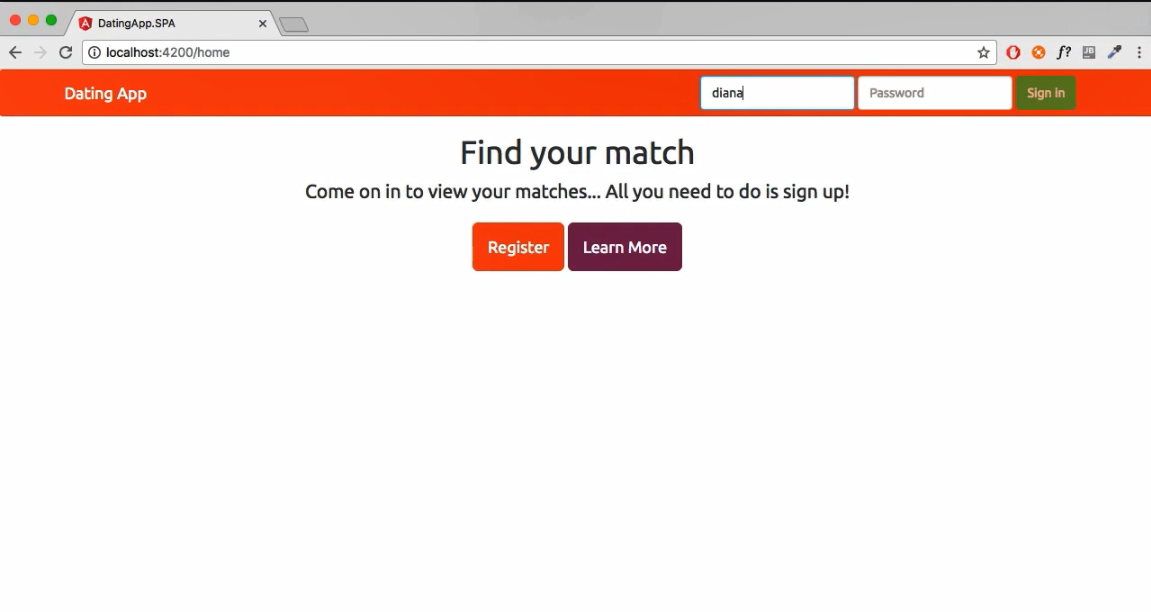 DatingApp.SPA
localhost:4200/home
f?
Dating App
diana
Password
Sign in
Find your match
Come on in to view your matches... All you need to do is sign up!
Register
Learn More